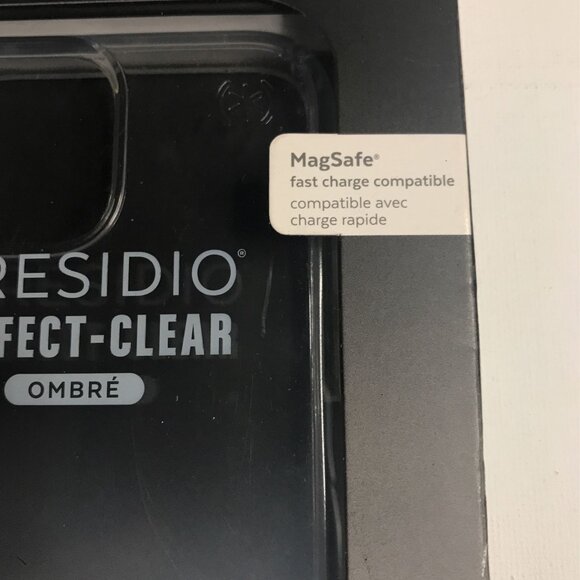 MagSafe®
fast charge compatible
compatible avec
charge rapide
RESIDIO®
FECT-CLEAR
OMBRÉ